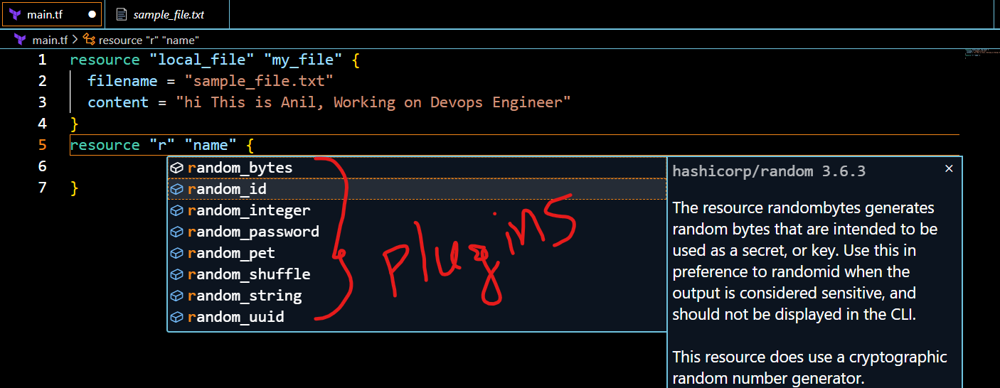 main.tf
sample_file.txt
main.tf > resource "r" "name"
1 resource "local_file" "my_file" {
2 filename = "sample_file.txt"
3 content = "hi This is Anil, Working on Devops Engineer"
4 }
5 resource "r" "name" {
6
7 }
random_bytes
random_id
random_integer
random_password
random_pet
random_shuffle
random_string
random_uuid
plugins
hashicorp/random 3.6.3
The resource randombytes generates
random bytes that are intended to be
used as a secret, or key. Use this in
preference to randomid when the
output is considered sensitive, and
should not be displayed in the CLI.
This resource does use a cryptographic
random number generator.